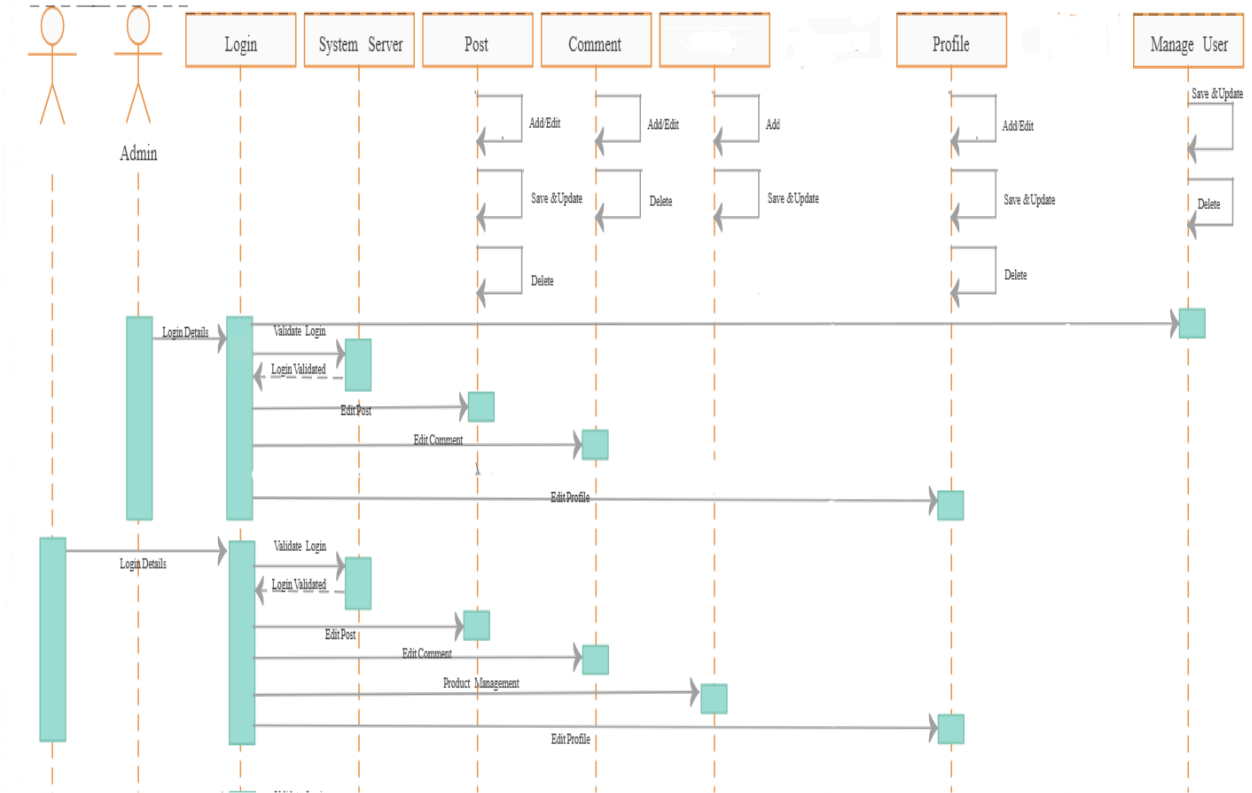 Login
System Server
Post
Comment
Profile
Manage User
Admin
Save &Update
Add/Edit
Add/Edit
Add
Add/Edit
Save &Update
Delete
Save &Update
Save &Update
Delete
Delete
Delete
Login Details
Validate Login
Login Validated
Edit Post
Edit Comment
Edit Profile
Login Details
Validate Login
Login Validated
Edit Post
Edit Comment
Product Management
Edit Profile